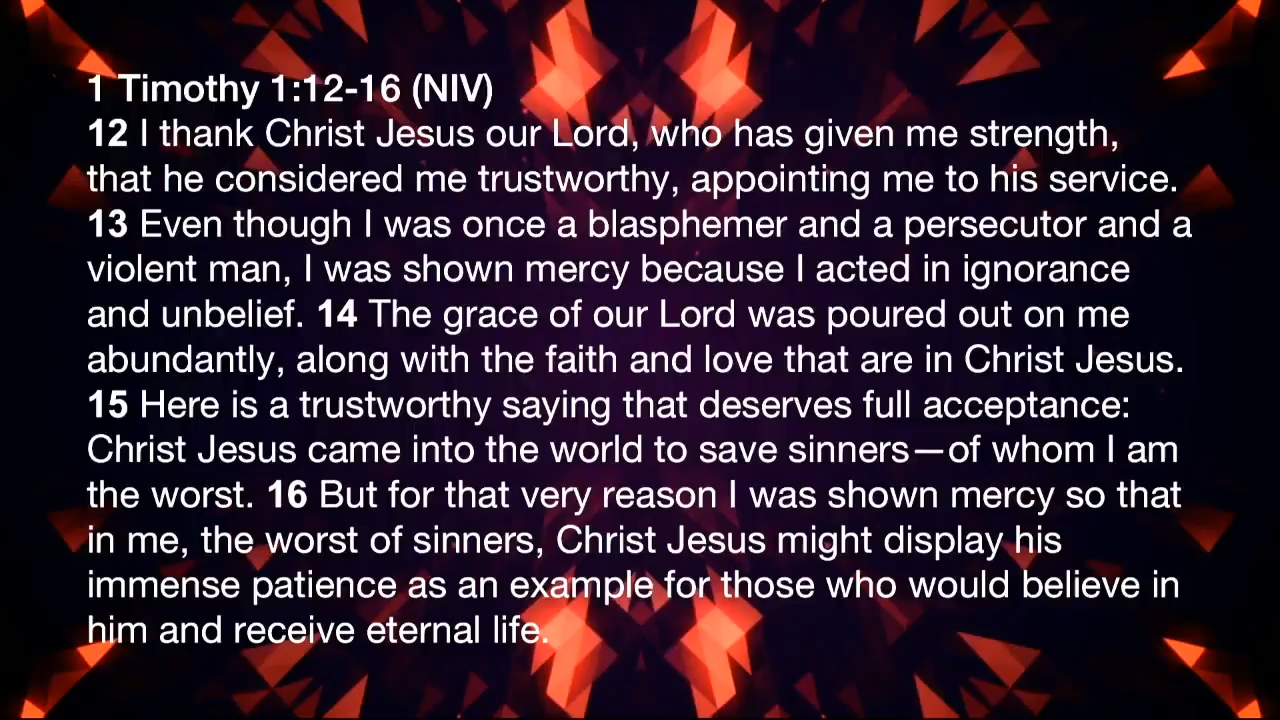 1 Timothy 1:12-16 (NIV)
12 I thank Christ Jesus our Lord, who has given me strength,
that he considered me trustworthy, appointing me to his service.
13 Even though I was once a blasphemer and a persecutor and a
violent man, I was shown mercy because I acted in ignorance
and unbelief. 14 The grace of our Lord was poured out on me
abundantly, along with the faith and love that are in Christ Jesus.
15 Here is a trustworthy saying that deserves full acceptance:
Christ Jesus came into the world to save sinners—of whom I am
the worst. 16 But for that very reason I was shown mercy so that
in me, the worst of sinners, Christ Jesus might display his
immense patience as an example for those who would believe in
him and receive eternal life.